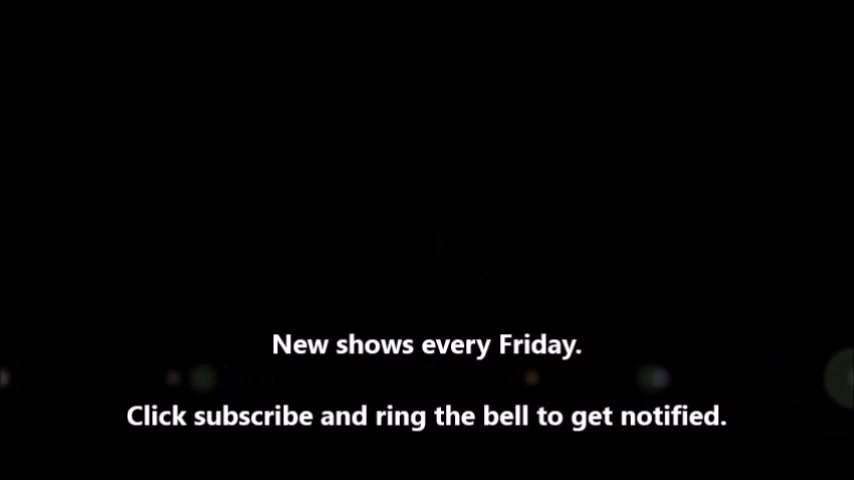 New shows every Friday.
Click subscribe and ring the bell to get notified.